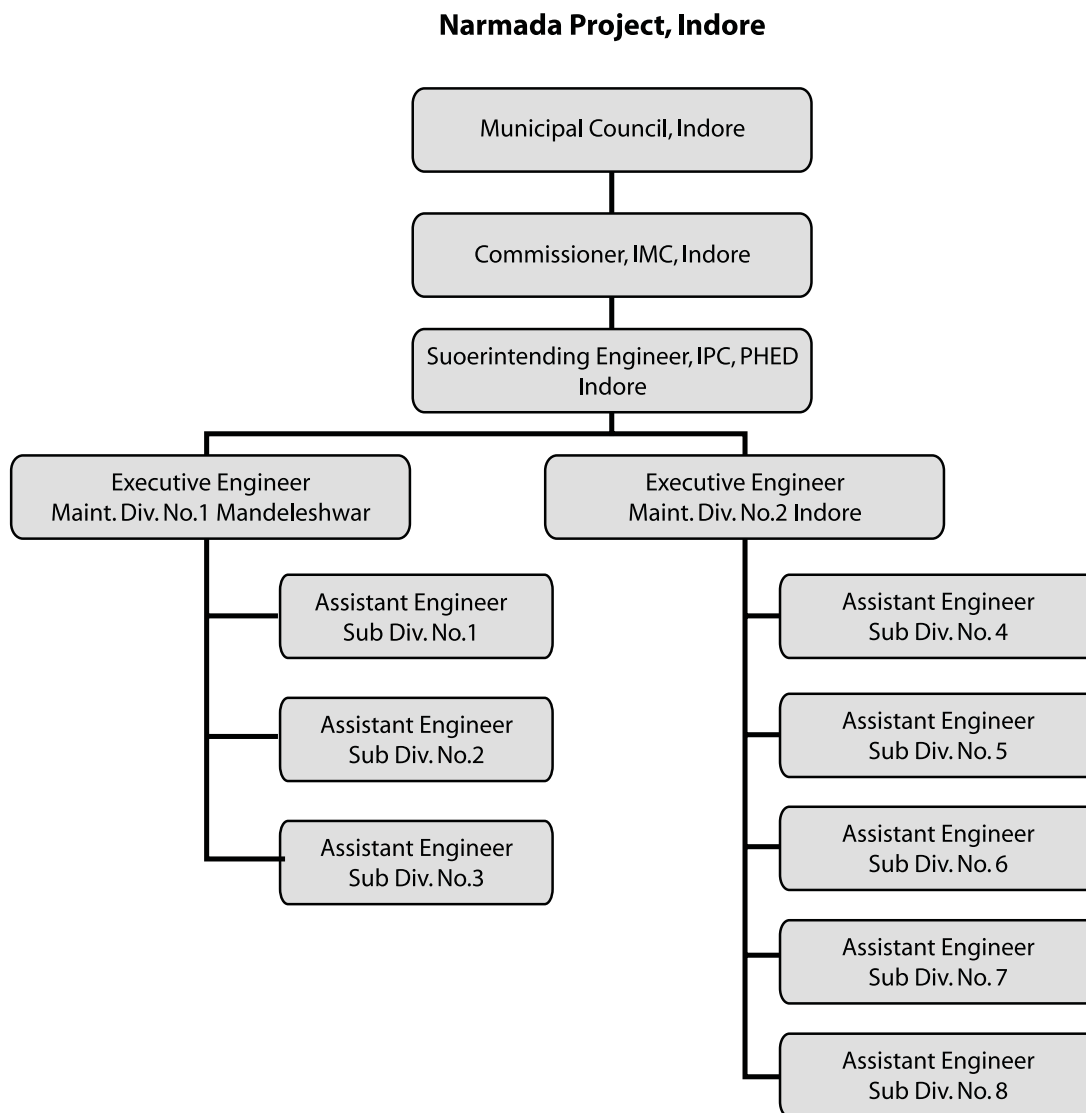 Narmada Project, Indore
Municipal Council, Indore
Commissioner, IMC, Indore
Suoerintending Engineer, IPC, PHED
Indore
Executive Engineer
Maint. Div. No.1 Mandeleshwar
Executive Engineer
Maint. Div. No.2 Indore
Assistant Engineer
Sub Div. No.1
Assistant Engineer
Sub Div. No.2
Assistant Engineer
Sub Div. No.3
Assistant Engineer
Sub Div. No. 4
Assistant Engineer
Sub Div. No. 5
Assistant Engineer
Sub Div. No. 6
Assistant Engineer
Sub Div. No. 7
Assistant Engineer
Sub Div. No. 8